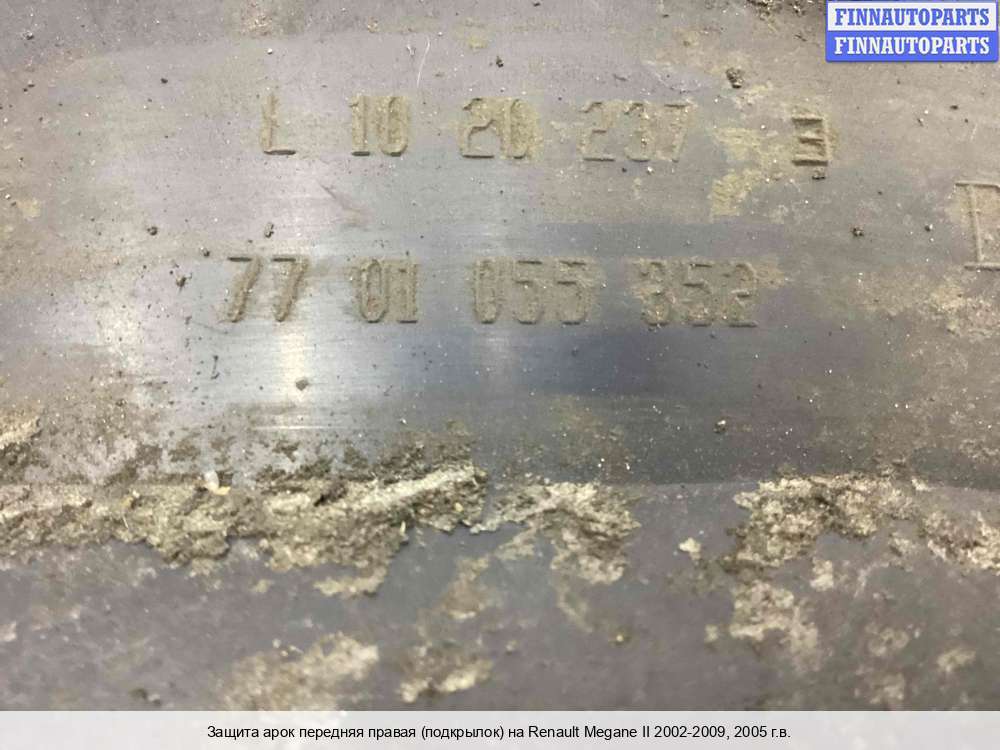 FINNAUTOPARTS
FINNAUTOPARTS
L 10 20 237 E
77 01 055 352
Защита арок передняя правая (подкрылок) на Renault Megane II 2002-2009, 2005 г.в.